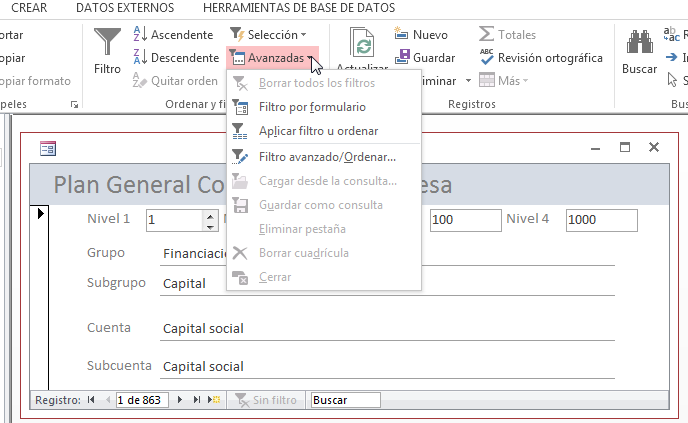 CREAR DATOS EXTERNOS HERRAMIENTAS DE BASE DE DATOS
ortar
opiar
opiar formato
apeles
Filtro
Ascendente
Descendente
Quitar orden
Ordenar y f
Selección
Avanzadas
Borrar todos los filtros
Filtro por formulario
Aplicar filtro u ordenar
Filtro avanzado/Ordenar...
Cargar desde la consulta...
Guardar como consulta
Eliminar pestaña
Borrar cuadrícula
Cerrar
Actualizar
Nuevo
Guardar
iminar
Totales
Revisión ortográfica
Más
Registros
Buscar
R
Ir
S
Bus
Plan General Co esa
Nivel 1 1 N 100 Nivel 4 1000
Grupo Financiació
Subgrupo Capital
Cuenta Capital social
Subcuenta Capital social
Registro: 1 de 863 Sin filtro Buscar